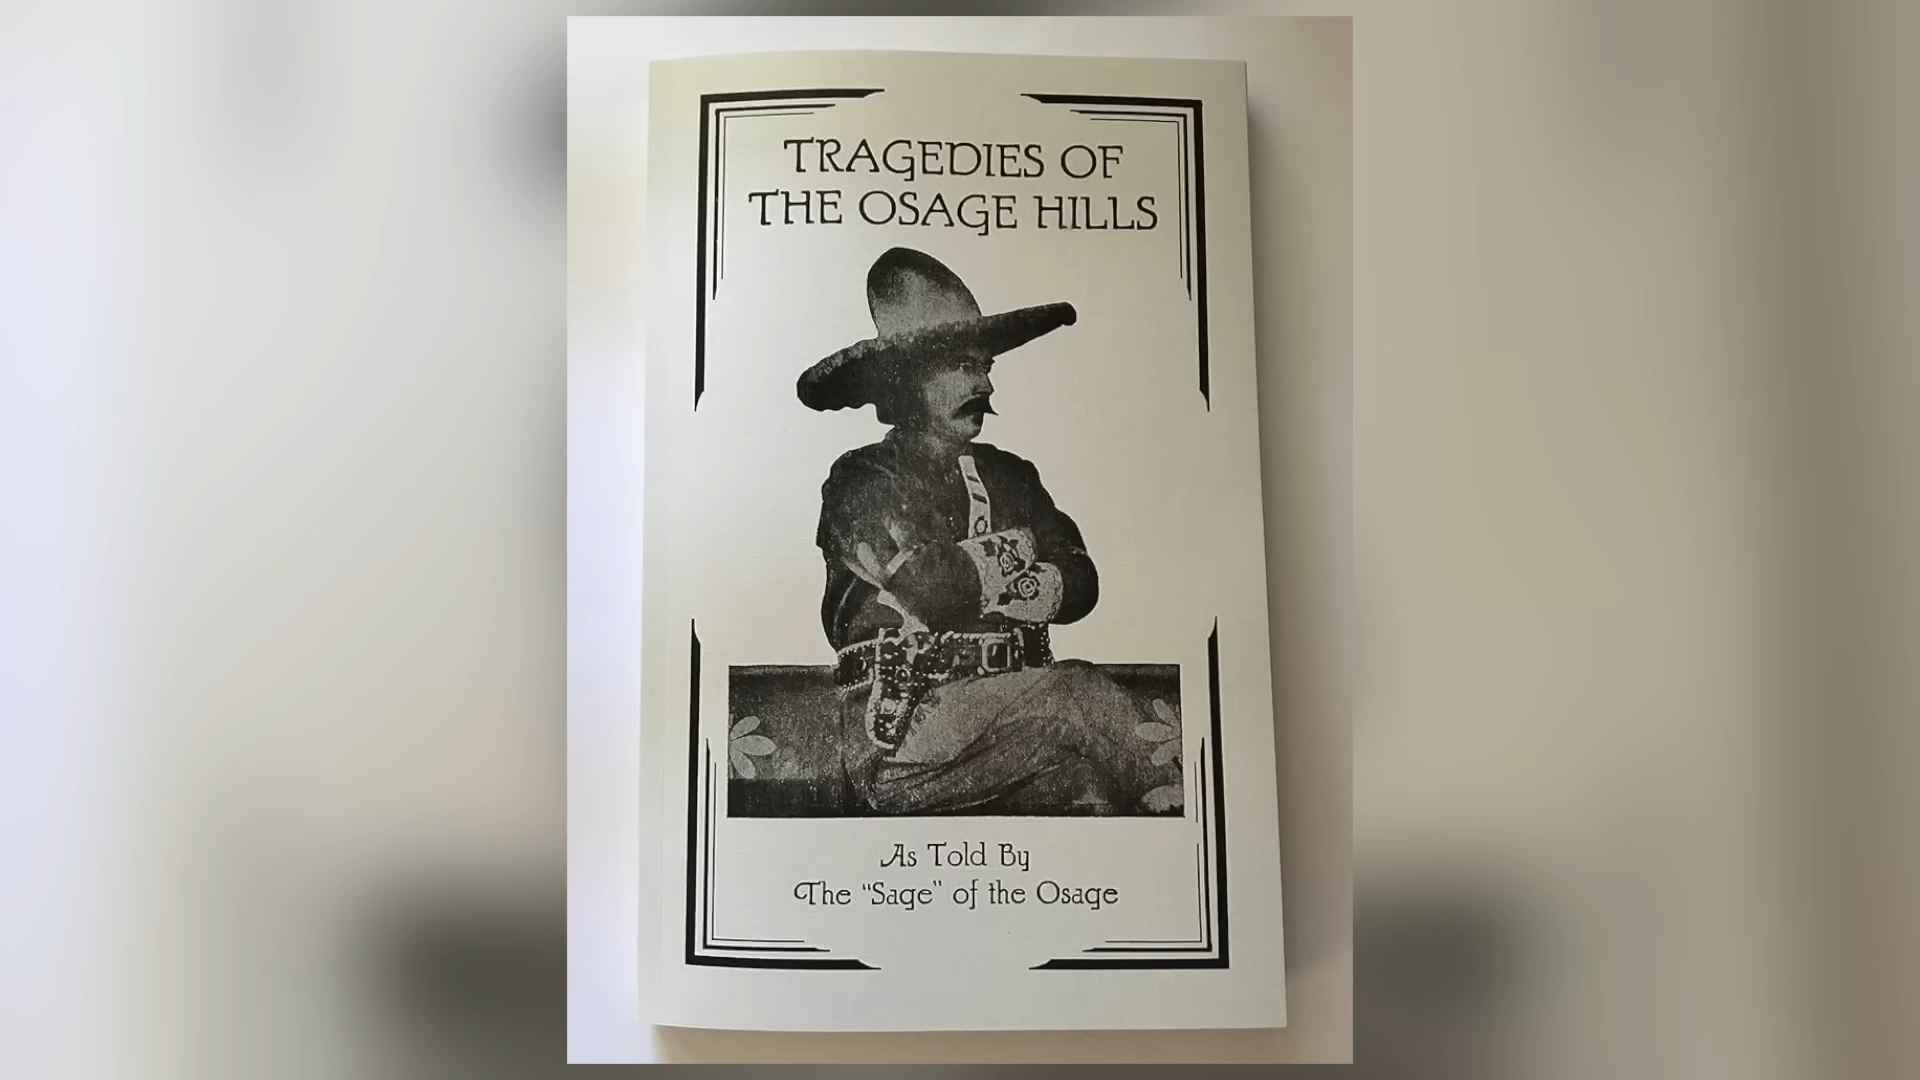 TRAGEDIES OF
THE OSAGE HILLS
As Told By
The "Sage" of the Osage